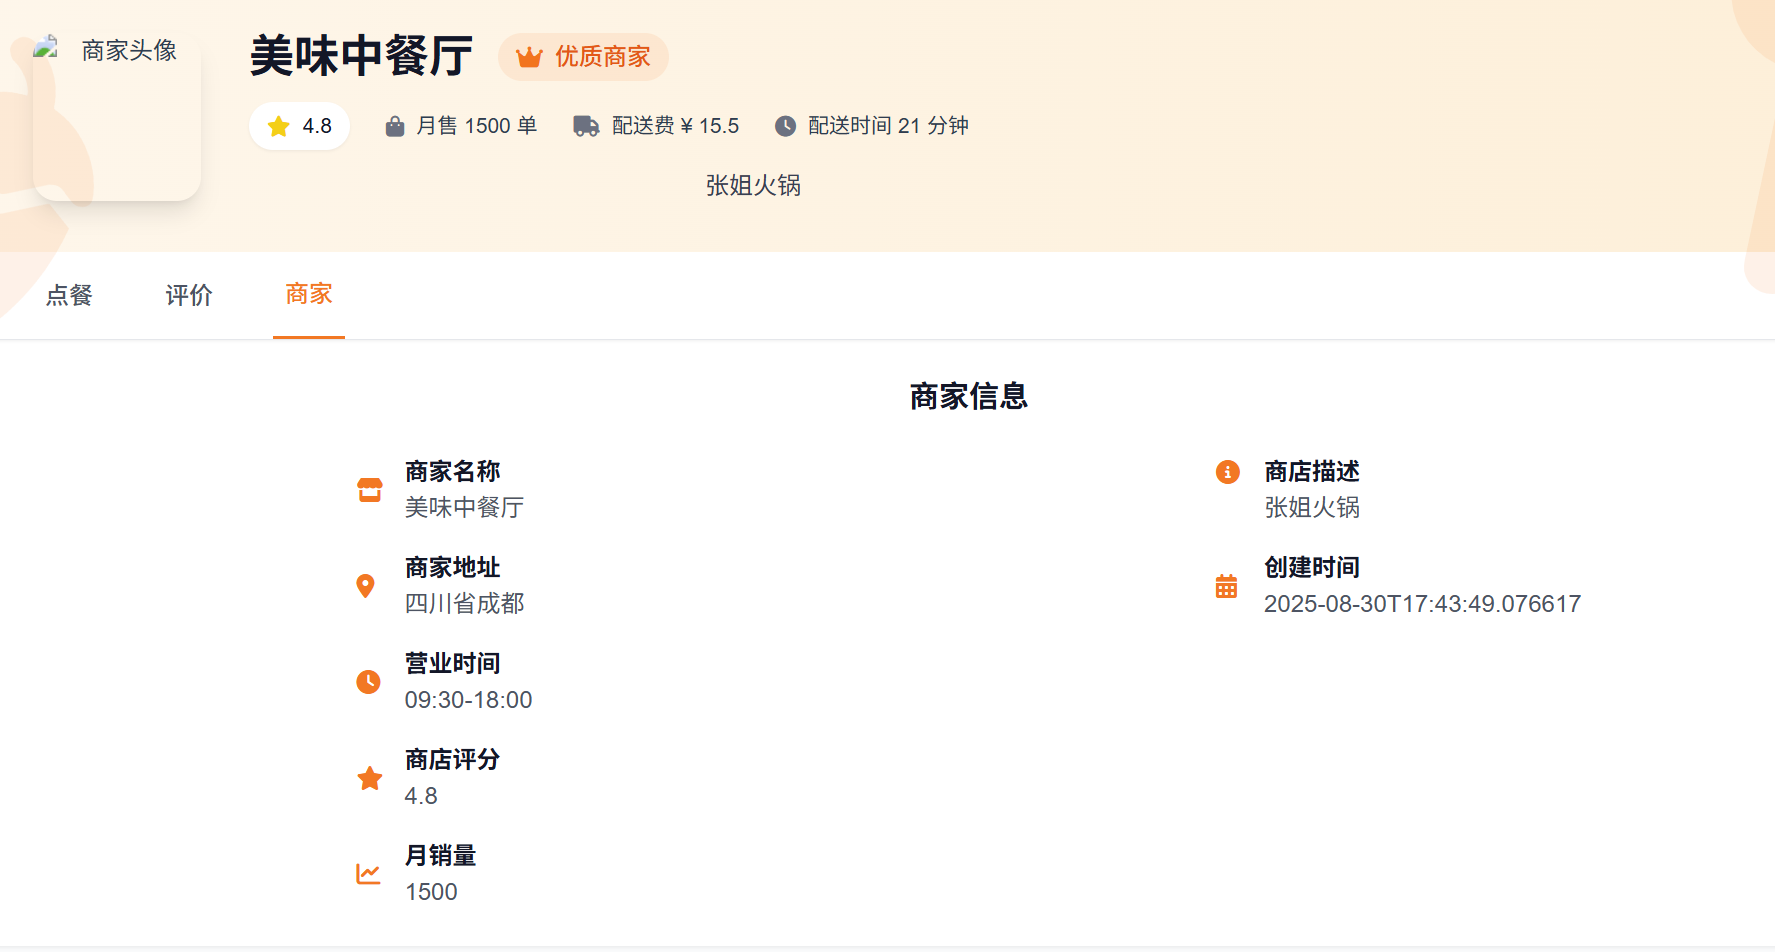 商家头像
美味中餐厅
优质商家
4.8
月售 1500 单
配送费 ¥ 15.5
配送时间 21 分钟
张姐火锅
点餐
评价
商家
商家信息
商家名称
美味中餐厅
商家地址
四川省成都
营业时间
09:30-18:00
商店评分
4.8
月销量
1500
商店描述
张姐火锅
创建时间
2025-08-30T17:43:49.076617